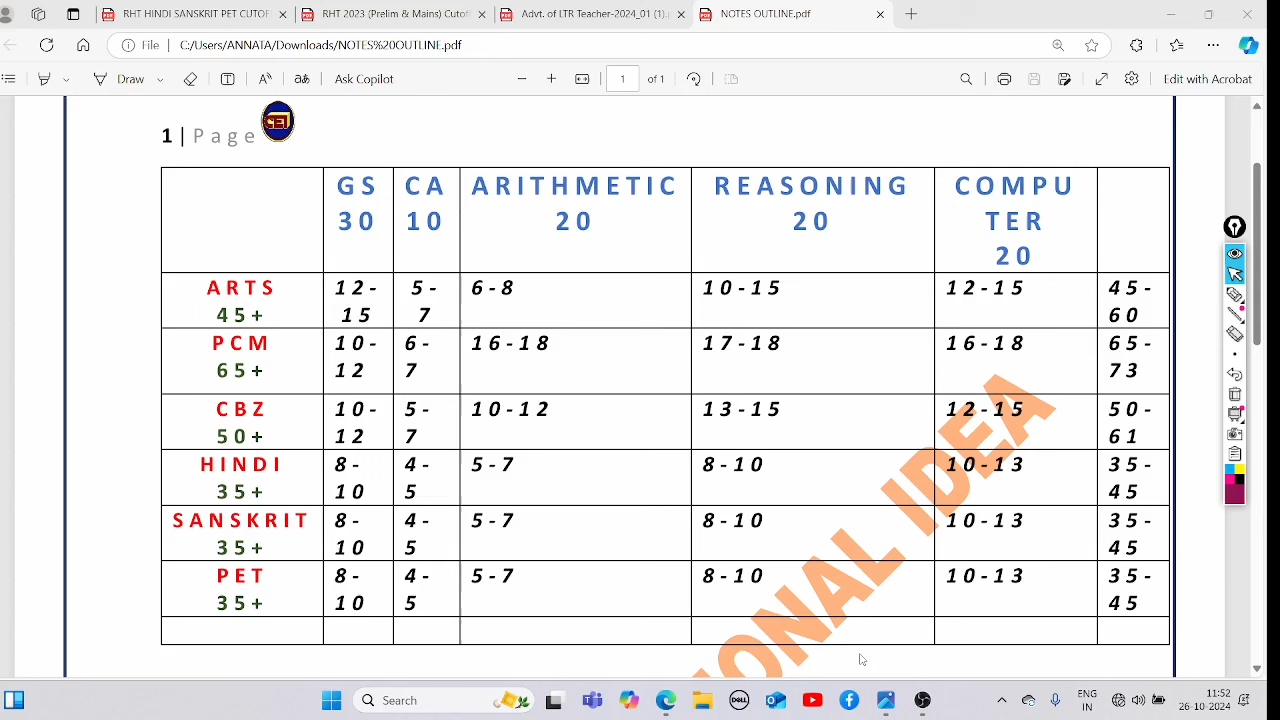 RHT HINDI SANSKRIT PET CUTOF
RHT 2023 (Prelim & Mains) Cutof
Advt. of LTR Teacher-2024_01 (1).p
NOTES OUTLINE.pdf
File
C:/Users/ANNATA/Downloads/NOTES%20OUTLINE.pdf
Draw
Ask Copilot
1
of 1
Edit with Acrobat
1 | Page
GS 30
CA 10
ARITHMETIC 20
REASONING 20
COMPU TER 20
ARTS 45+
12-15
5-7
6-8
10-15
12-15
45-60
PCM 65+
10-12
6-7
16-18
17-18
16-18
65-73
CBZ 50+
10-12
5-7
10-12
13-15
12-15
50-61
HINDI 35+
8-10
4-5
5-7
8-10
10-13
35-45
SANSKRIT 35+
8-10
4-5
5-7
8-10
10-13
35-45
PET 35+
8-10
4-5
5-7
8-10
10-13
35-45
IONAL IDEA
Search
ENG
IN
11:52
26-10-2024